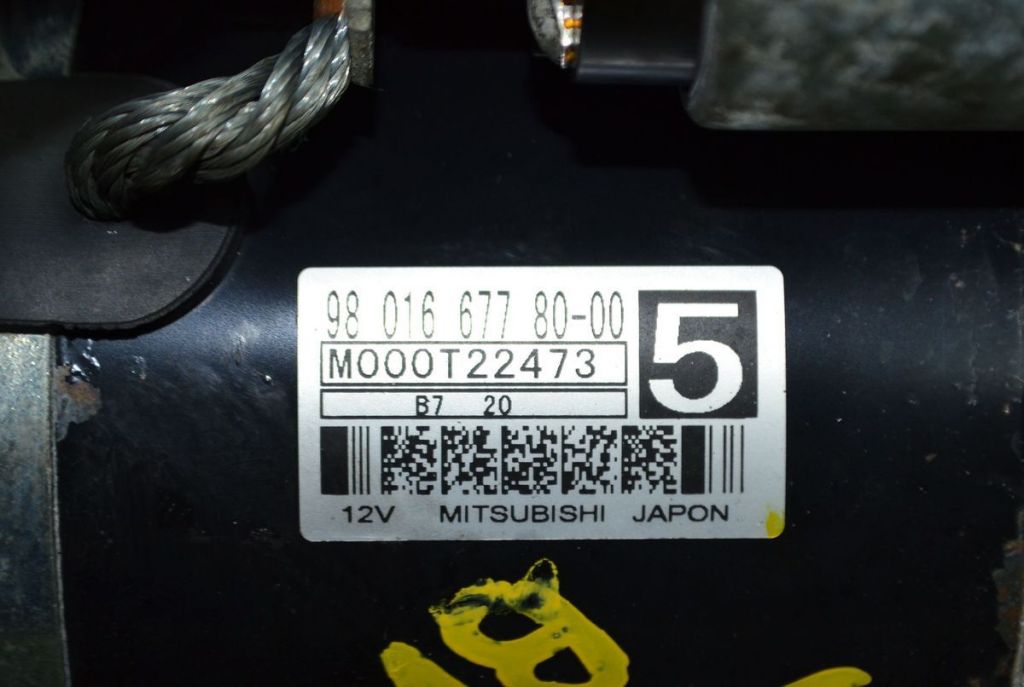 98 016 677 80-00
5
M000T22473
B7 20
12V MITSUBISHI JAPON